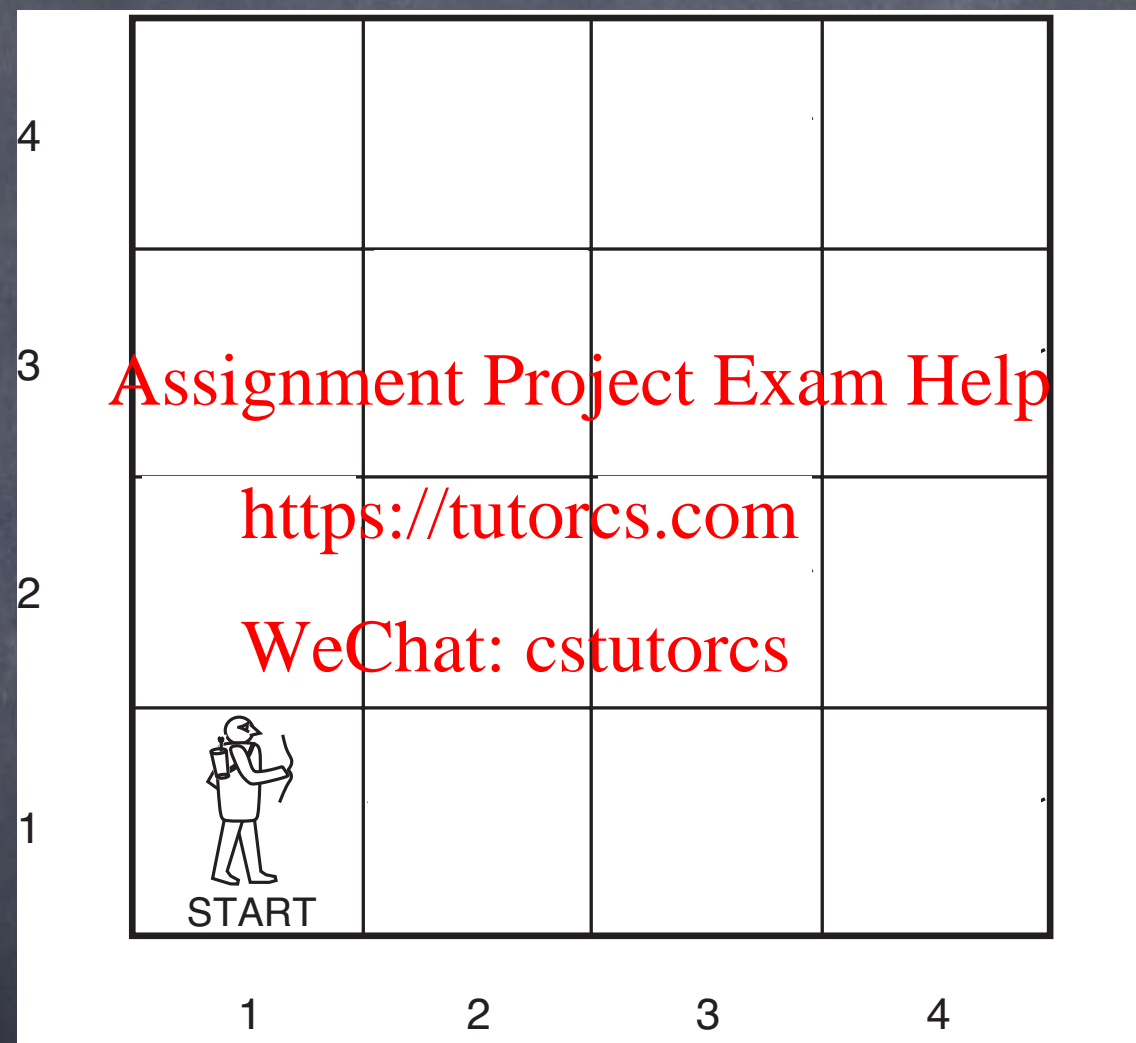 4
3
Assignment Project Exam Help
https://tutorcs.com
2
WeChat: cstutorcs
1
START
1 2 3 4